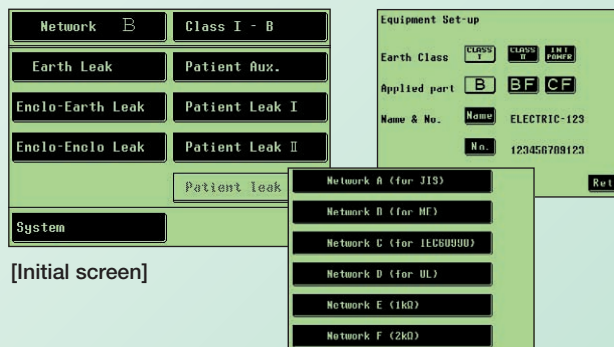 Network B
Class I - B
Earth Leak
Patient Aux.
Enclo-Earth Leak
Patient Leak I
Enclo-Enclo Leak
Patient Leak II
Patient leak
System
[Initial screen]
Equipment Set-up
Earth Class CLASS I CLASS II INT POWER
Applied part B BF CF
Name & No. Name ELECTRIC-123
No. 123456789123
Ret
Network A (for JIS)
Network B (for ME)
Network C (for IEC60990)
Network D (for UL)
Network E (1kΩ)
Network F (2kΩ)